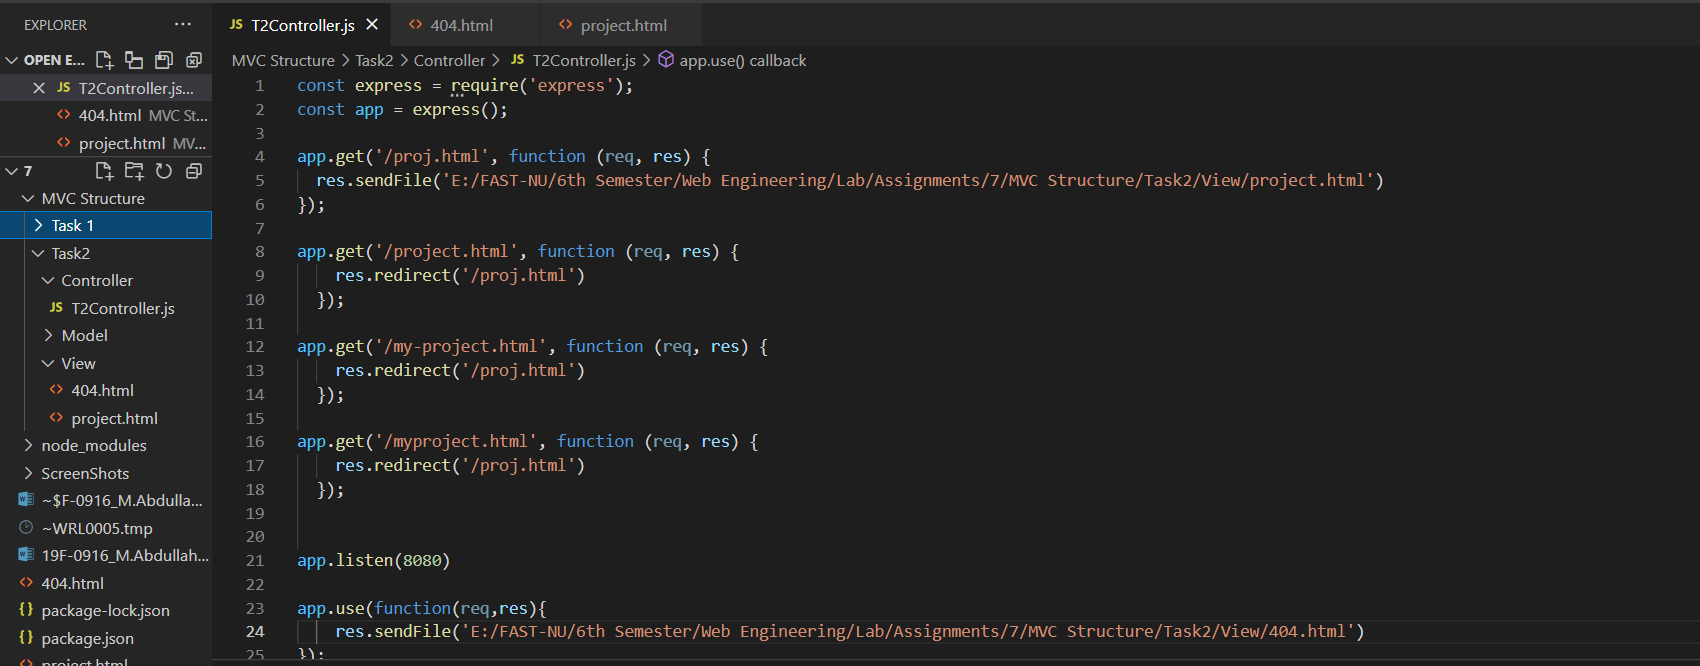 EXPLORER ...
OPEN E...
JS T2Controller.js...
<> 404.html MVC St...
<> project.html MV...
7
MVC Structure
Task 1
Task2
Controller
JS T2Controller.js
Model
View
<> 404.html
<> project.html
node_modules
ScreenShots
~$F-0916_M.Abdulla...
~WRL0005.tmp
19F-0916_M.Abdullah...
<> 404.html
{} package-lock.json
{} package.json
<> project.html
JS T2Controller.js × <> 404.html <> project.html
MVC Structure > Task2 > Controller > JS T2Controller.js > app.use() callback
1 const express = require('express');
2 const app = express();
3
4 app.get('/proj.html', function (req, res) {
5 res.sendFile('E:/FAST-NU/6th Semester/Web Engineering/Lab/Assignments/7/MVC Structure/Task2/View/project.html')
6 });
7
8 app.get('/project.html', function (req, res) {
9 res.redirect('/proj.html')
10 });
11
12 app.get('/my-project.html', function (req, res) {
13 res.redirect('/proj.html')
14 });
15
16 app.get('/myproject.html', function (req, res) {
17 res.redirect('/proj.html')
18 });
19
20
21 app.listen(8080)
22
23 app.use(function(req,res){
24 res.sendFile('E:/FAST-NU/6th Semester/Web Engineering/Lab/Assignments/7/MVC Structure/Task2/View/404.html')
25 });